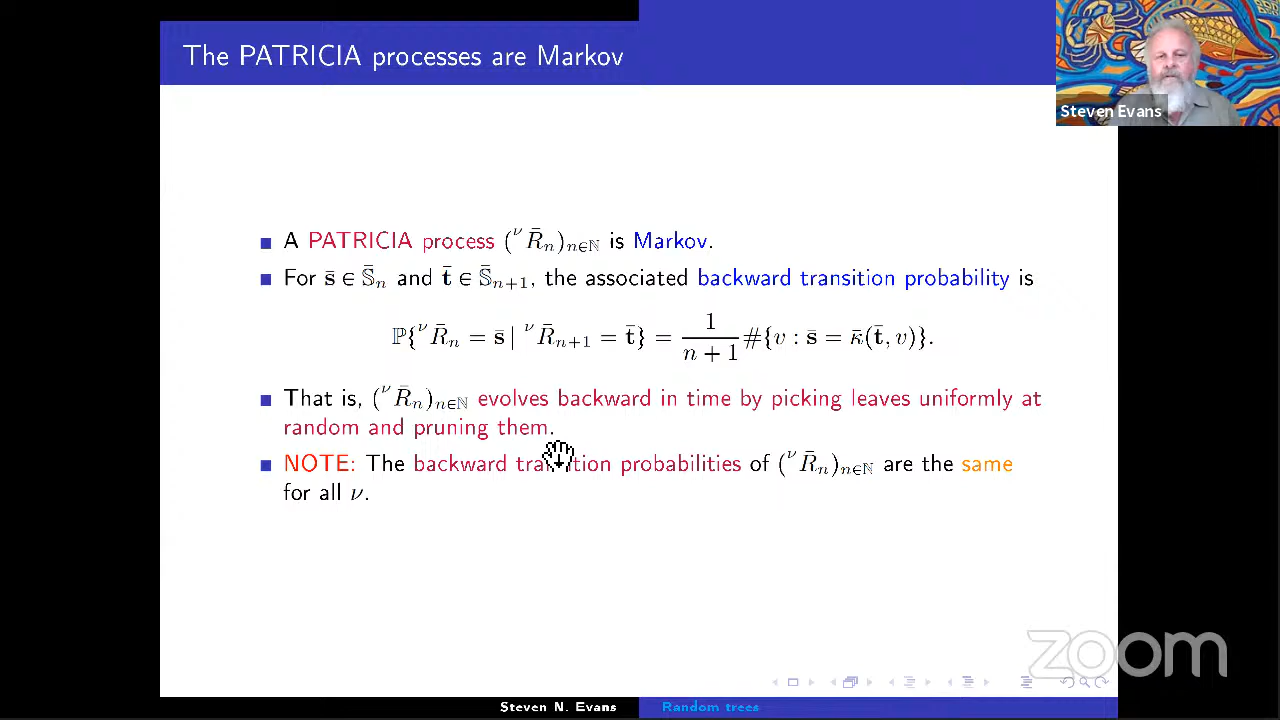 The PATRICIA processes are Markov
Steven Evans
■ A PATRICIA process (^ν R̄_n)_{n∈ℕ} is Markov.
■ For s̄ ∈ 𝕊̄_n and t̄ ∈ 𝕊̄_{n+1}, the associated backward transition probability is
ℙ{^ν R̄_n = s̄ | ^ν R̄_{n+1} = t̄} = 1/(n + 1) #{v : s̄ = κ̄(t̄, v)}.
■ That is, (^ν R̄_n)_{n∈ℕ} evolves backward in time by picking leaves uniformly at
random and pruning them.
■ NOTE: The backward transition probabilities of (^ν R̄_n)_{n∈ℕ} are the same
for all ν.
zoom
Steven N. Evans Random trees